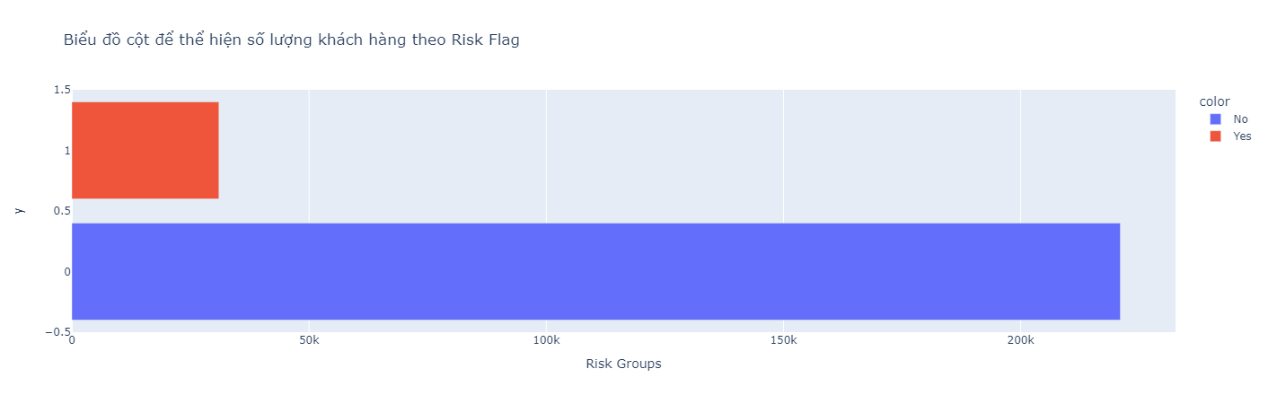 Biểu đồ cột để thể hiện số lượng khách hàng theo Risk Flag
1.5
1
0.5
0
−0.5
y
0 50k 100k 150k 200k
Risk Groups
color
No
Yes